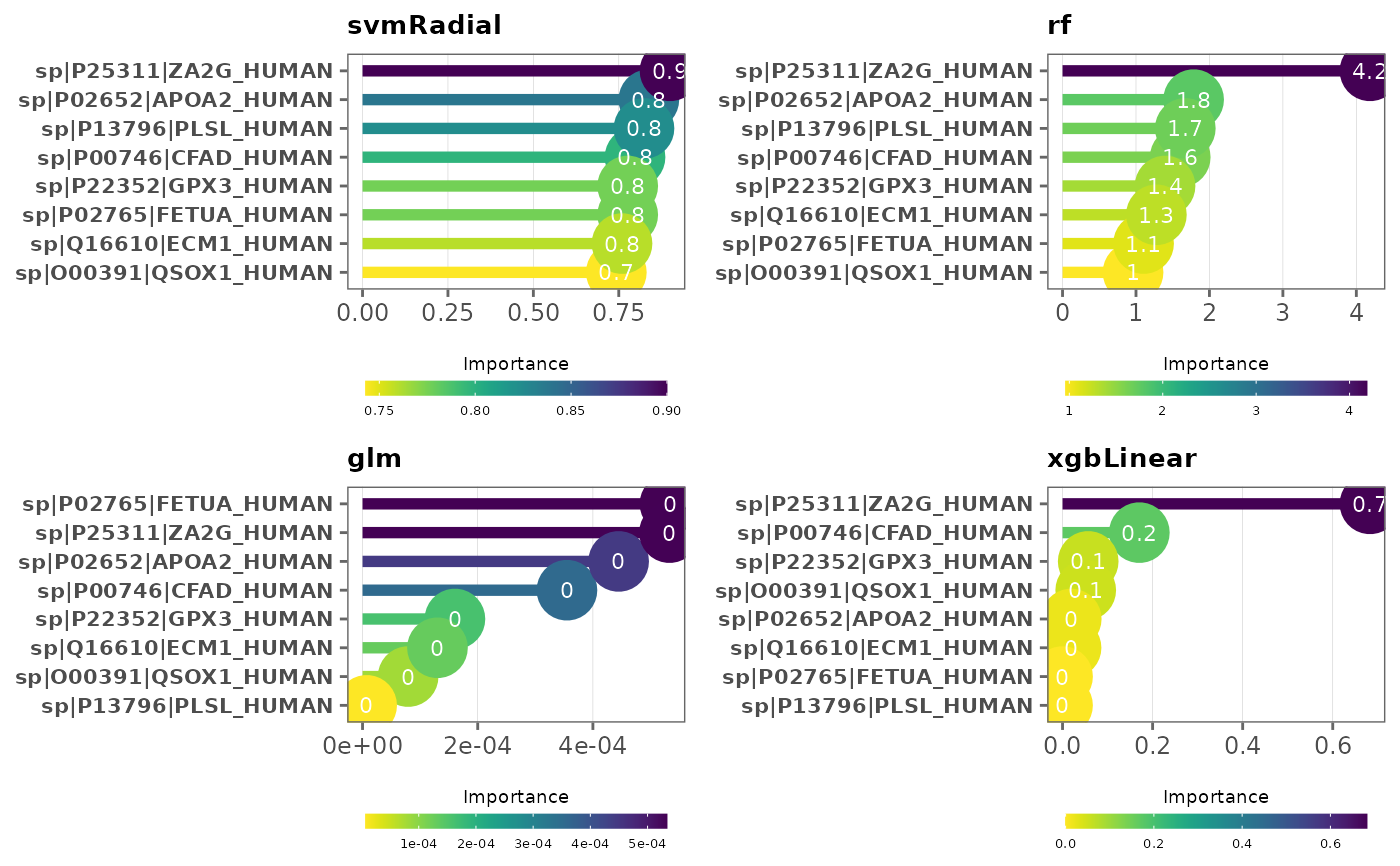 svmRadial
sp|P25311|ZA2G_HUMAN 0.9
sp|P02652|APOA2_HUMAN 0.8
sp|P13796|PLSL_HUMAN 0.8
sp|P00746|CFAD_HUMAN 0.8
sp|P22352|GPX3_HUMAN 0.8
sp|P02765|FETUA_HUMAN 0.8
sp|Q16610|ECM1_HUMAN 0.8
sp|O00391|QSOX1_HUMAN 0.7
0.00 0.25 0.50 0.75
Importance
0.75 0.80 0.85 0.90
rf
sp|P25311|ZA2G_HUMAN 4.2
sp|P02652|APOA2_HUMAN 1.8
sp|P13796|PLSL_HUMAN 1.7
sp|P00746|CFAD_HUMAN 1.6
sp|P22352|GPX3_HUMAN 1.4
sp|Q16610|ECM1_HUMAN 1.3
sp|P02765|FETUA_HUMAN 1.1
sp|O00391|QSOX1_HUMAN 1
0 1 2 3 4
Importance
1 2 3 4
glm
sp|P02765|FETUA_HUMAN 0
sp|P25311|ZA2G_HUMAN 0
sp|P02652|APOA2_HUMAN 0
sp|P00746|CFAD_HUMAN 0
sp|P22352|GPX3_HUMAN 0
sp|Q16610|ECM1_HUMAN 0
sp|O00391|QSOX1_HUMAN 0
sp|P13796|PLSL_HUMAN 0
0e+00 2e-04 4e-04
Importance
1e-04 2e-04 3e-04 4e-04 5e-04
xgbLinear
sp|P25311|ZA2G_HUMAN 0.7
sp|P00746|CFAD_HUMAN 0.2
sp|P22352|GPX3_HUMAN 0.1
sp|O00391|QSOX1_HUMAN 0.1
sp|P02652|APOA2_HUMAN 0
sp|Q16610|ECM1_HUMAN 0
sp|P02765|FETUA_HUMAN 0
sp|P13796|PLSL_HUMAN 0
0.0 0.2 0.4 0.6
Importance
0.0 0.2 0.4 0.6